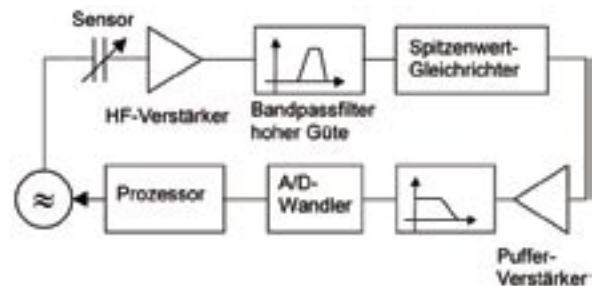 Sensor
HF-Verstärker
Bandpassfilter
hoher Güte
Spitzenwert-
Gleichrichter
Prozessor
A/D-
Wandler
Puffer-
Verstärker